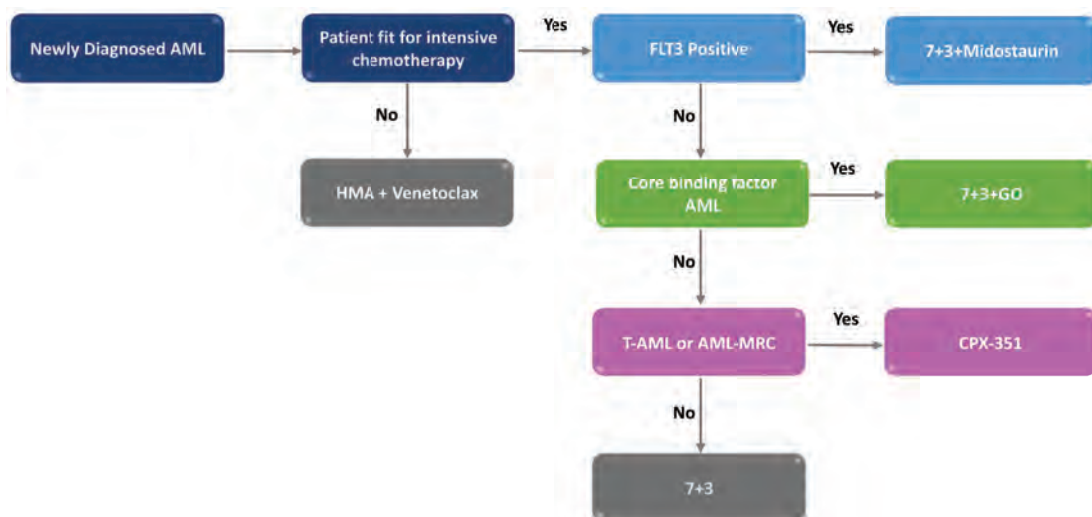 Newly Diagnosed AML
Patient fit for intensive
chemotherapy
Yes
FLT3 Positive
Yes
7+3+Midostaurin
No
No
HMA + Venetoclax
Core binding factor
AML
Yes
7+3+GO
No
T-AML or AML-MRC
Yes
CPX-351
No
7+3